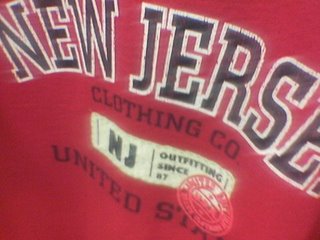 NEW JERSE
CLOTHING CO.
NJ
OUTFITTING
SINCE
87
UNITED STA